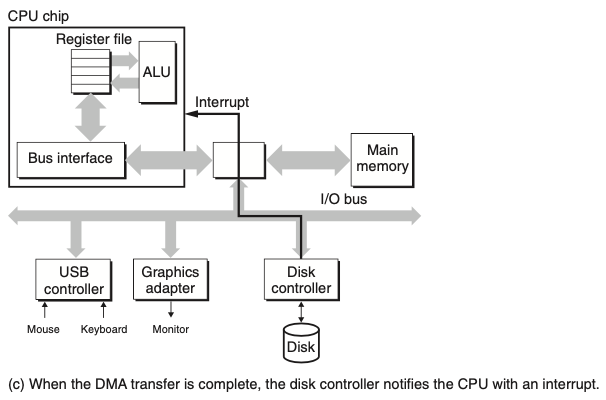 CPU chip
Register file
ALU
Interrupt
Bus interface
Main
memory
I/O bus
USB
controller
Graphics
adapter
Disk
controller
Mouse
Keyboard
Monitor
Disk
(c) When the DMA transfer is complete, the disk controller notifies the CPU with an interrupt.